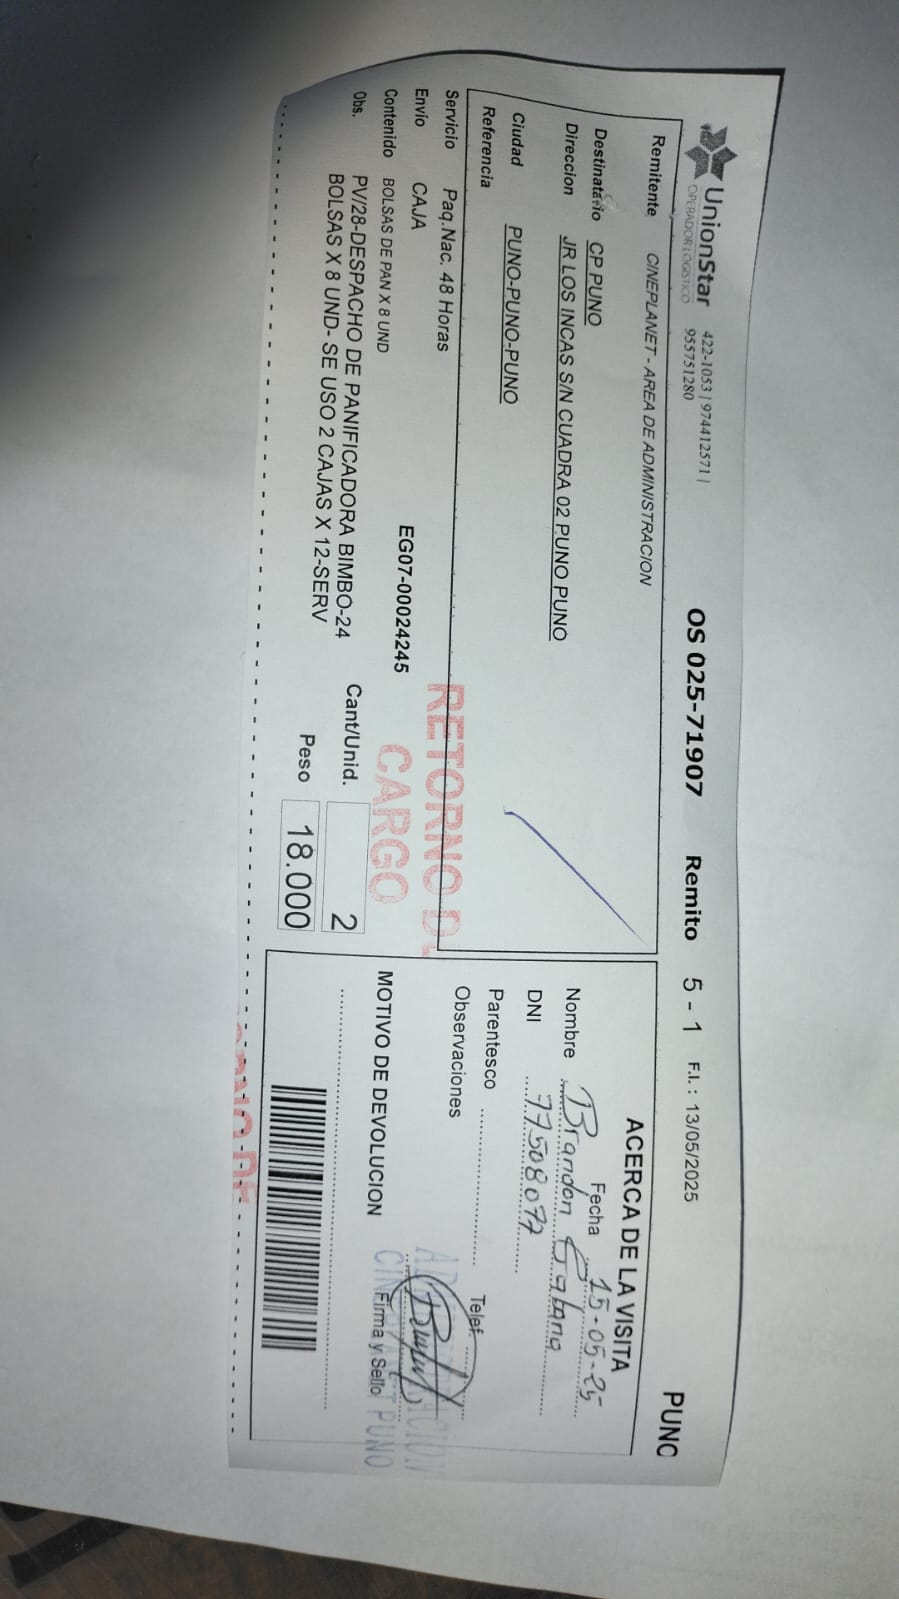 UnionStar
OPERADOR LOGISTICO
422-1053 | 974412571 |
955751280
OS 025-71907 Remito 5 - 1 F.I.: 13/05/2025 PUNO
Remitente CINEPLANET - AREA DE ADMINISTRACION
Destinatario CP PUNO
Direccion JR LOS INCAS S/N CUADRA 02 PUNO PUNO
Ciudad PUNO-PUNO-PUNO
Referencia
Servicio Paq.Nac. 48 Horas
Envio CAJA EG07-00024245
Contenido BOLSAS DE PAN X 8 UND
Obs. PV/28-DESPACHO DE PANIFICADORA BIMBO-24
BOLSAS X 8 UND- SE USO 2 CAJAS X 12-SERV
Cant/Unid. 2
Peso 18.000
RETORNO D
CARGO
ACERCA DE LA VISITA
Fecha 15-05-25
Nombre Brandon
DNI 77508077
Parentesco Telef
Observaciones
MOTIVO DE DEVOLUCION
Firma y Sello
PUNO